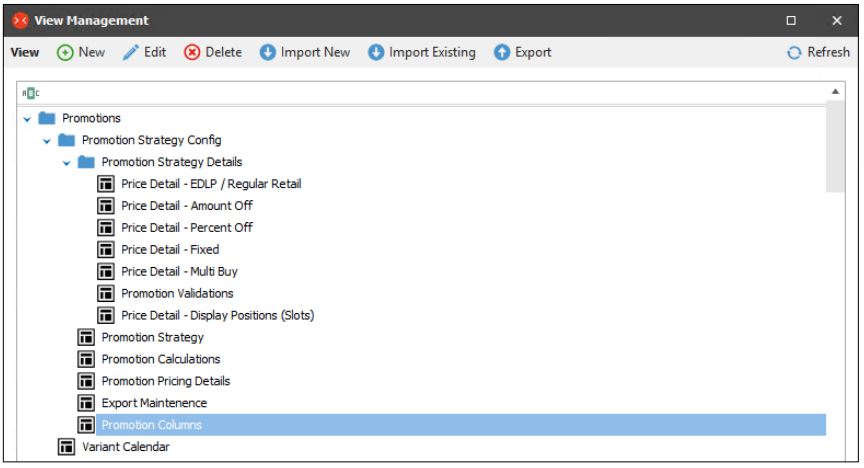 View Management
View New Edit Delete Import New Import Existing Export Refresh
ABC
Promotions
Promotion Strategy Config
Promotion Strategy Details
Price Detail - EDLP / Regular Retail
Price Detail - Amount Off
Price Detail - Percent Off
Price Detail - Fixed
Price Detail - Multi Buy
Promotion Validations
Price Detail - Display Positions (Slots)
Promotion Strategy
Promotion Calculations
Promotion Pricing Details
Export Maintenence
Promotion Columns
Variant Calendar